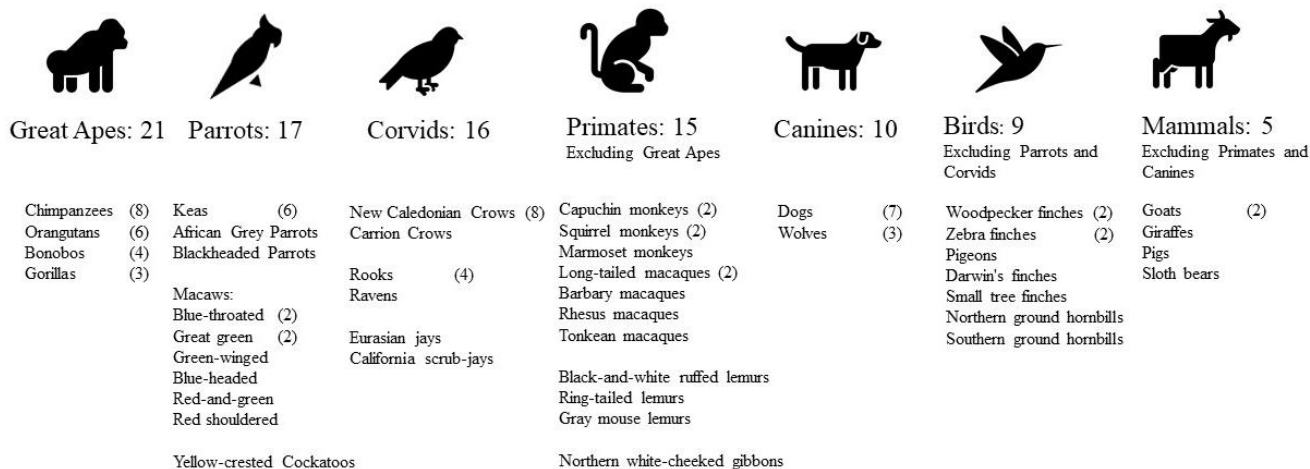 Great Apes: 21
Chimpanzees (8)
Orangutans (6)
Bonobos (4)
Gorillas (3)
Parrots: 17
Keas (6)
African Grey Parrots
Blackheaded Parrots
Macaws:
Blue-throated (2)
Great green (2)
Green-winged
Blue-headed
Red-and-green
Red shouldered
Yellow-crested Cockatoos
Corvids: 16
New Caledonian Crows (8)
Carrion Crows
Rooks (4)
Ravens
Eurasian jays
California scrub-jays
Primates: 15
Excluding Great Apes
Capuchin monkeys (2)
Squirrel monkeys (2)
Marmoset monkeys
Long-tailed macaques (2)
Barbary macaques
Rhesus macaques
Tonkean macaques
Black-and-white ruffed lemurs
Ring-tailed lemurs
Gray mouse lemurs
Northern white-cheeked gibbons
Canines: 10
Dogs (7)
Wolves (3)
Birds: 9
Excluding Parrots and
Corvids
Woodpecker finches (2)
Zebra finches (2)
Pigeons
Darwin's finches
Small tree finches
Northern ground hornbills
Southern ground hornbills
Mammals: 5
Excluding Primates and
Canines
Goats (2)
Giraffes
Pigs
Sloth bears